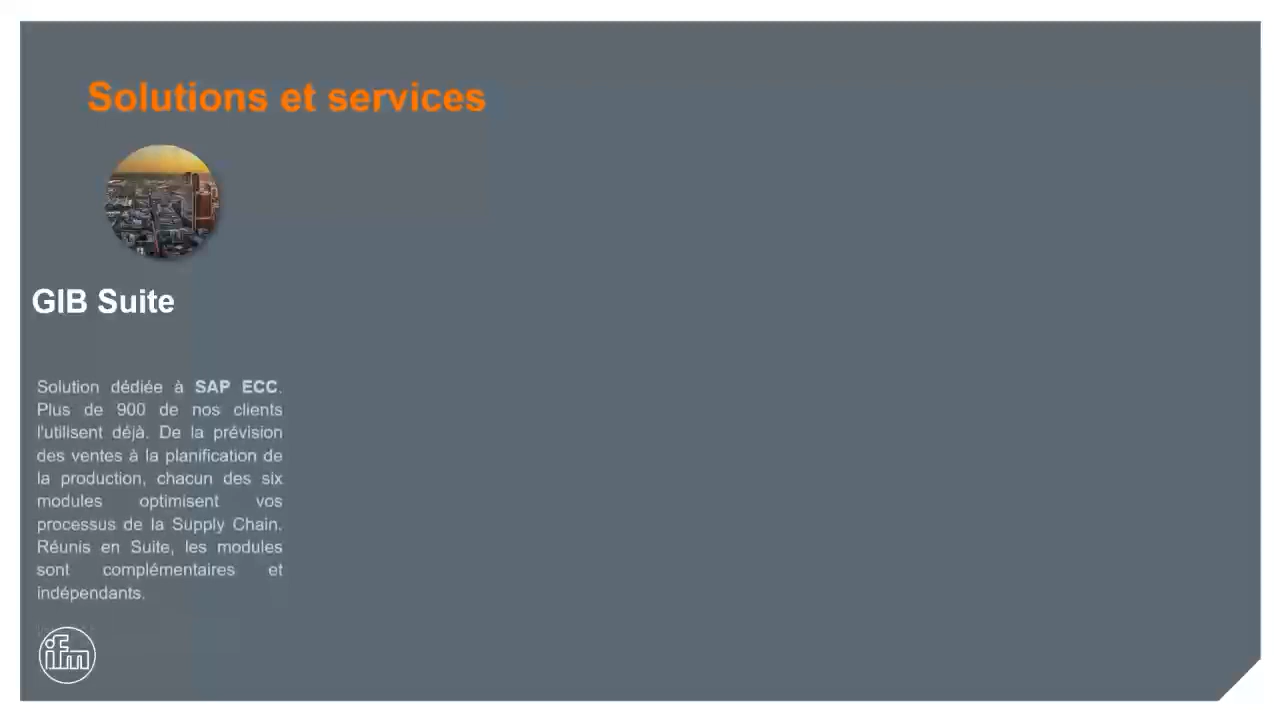 Solutions et services
GIB Suite
Solution dédiée à SAP ECC.
Plus de 900 de nos clients
l'utilisent déjà. De la prévision
des ventes à la planification de
la production, chacun des six
modules optimisent vos
processus de la Supply Chain.
Réunis en Suite, les modules
sont complémentaires et
indépendants.
ifm